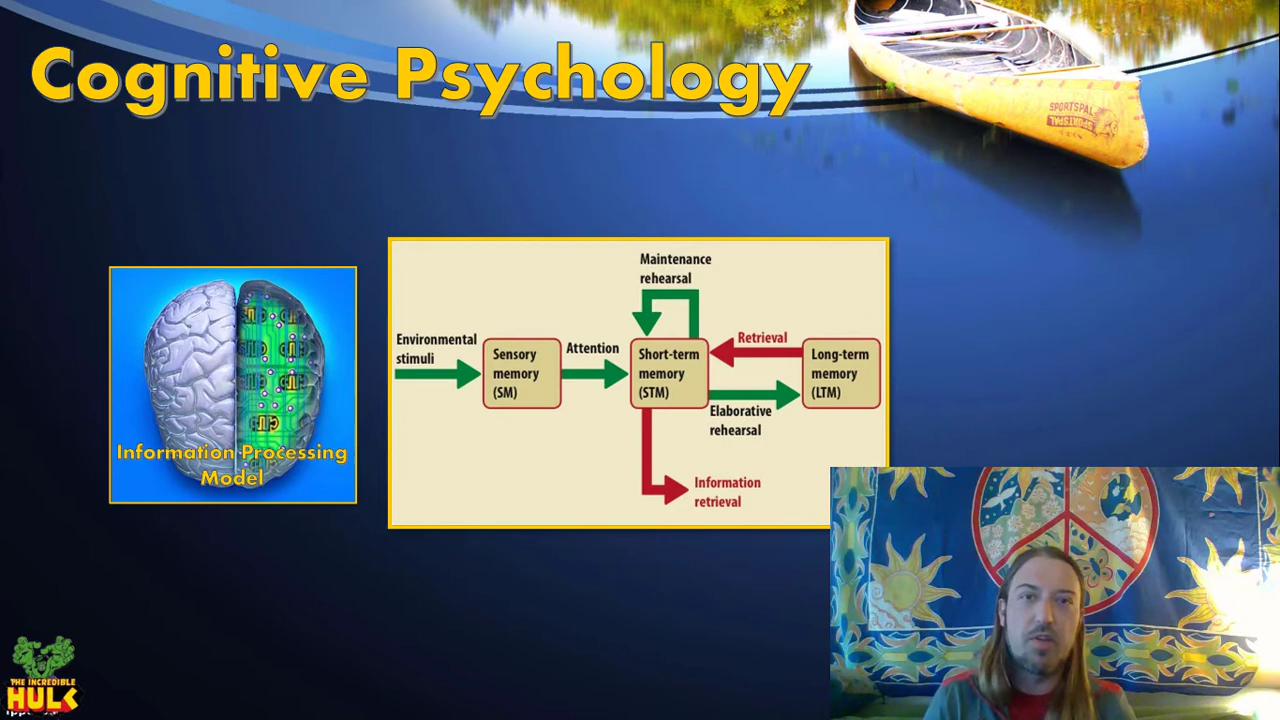 Cognitive Psychology
SPORTSPAL
SPORTSPAL
Information Processing
Model
Maintenance
rehearsal
Environmental
stimuli
Sensory
memory
(SM)
Attention
Short-term
memory
(STM)
Retrieval
Elaborative
rehearsal
Long-term
memory
(LTM)
Information
retrieval
THE INCREDIBLE
HULK